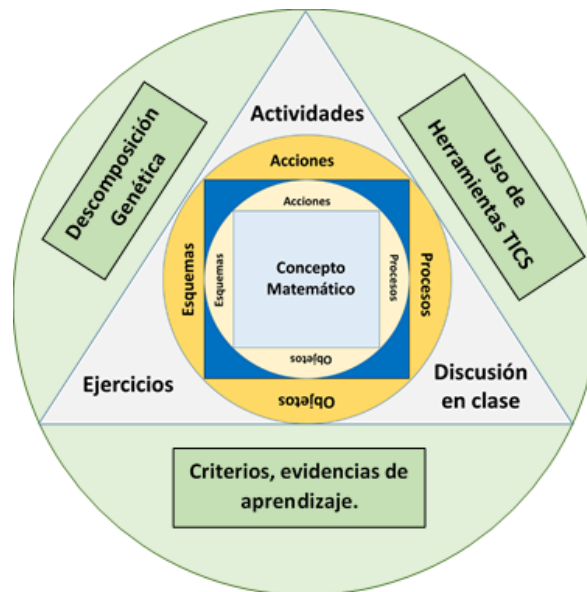 Actividades
Descomposición
Genética
Uso de
Herramientas TICS
Acciones
Acciones
Esquemas
Esquemas
Concepto
Matemático
Procesos
Procesos
Objetos
Objetos
Ejercicios
Discusión
en clase
Criterios, evidencias de
aprendizaje.